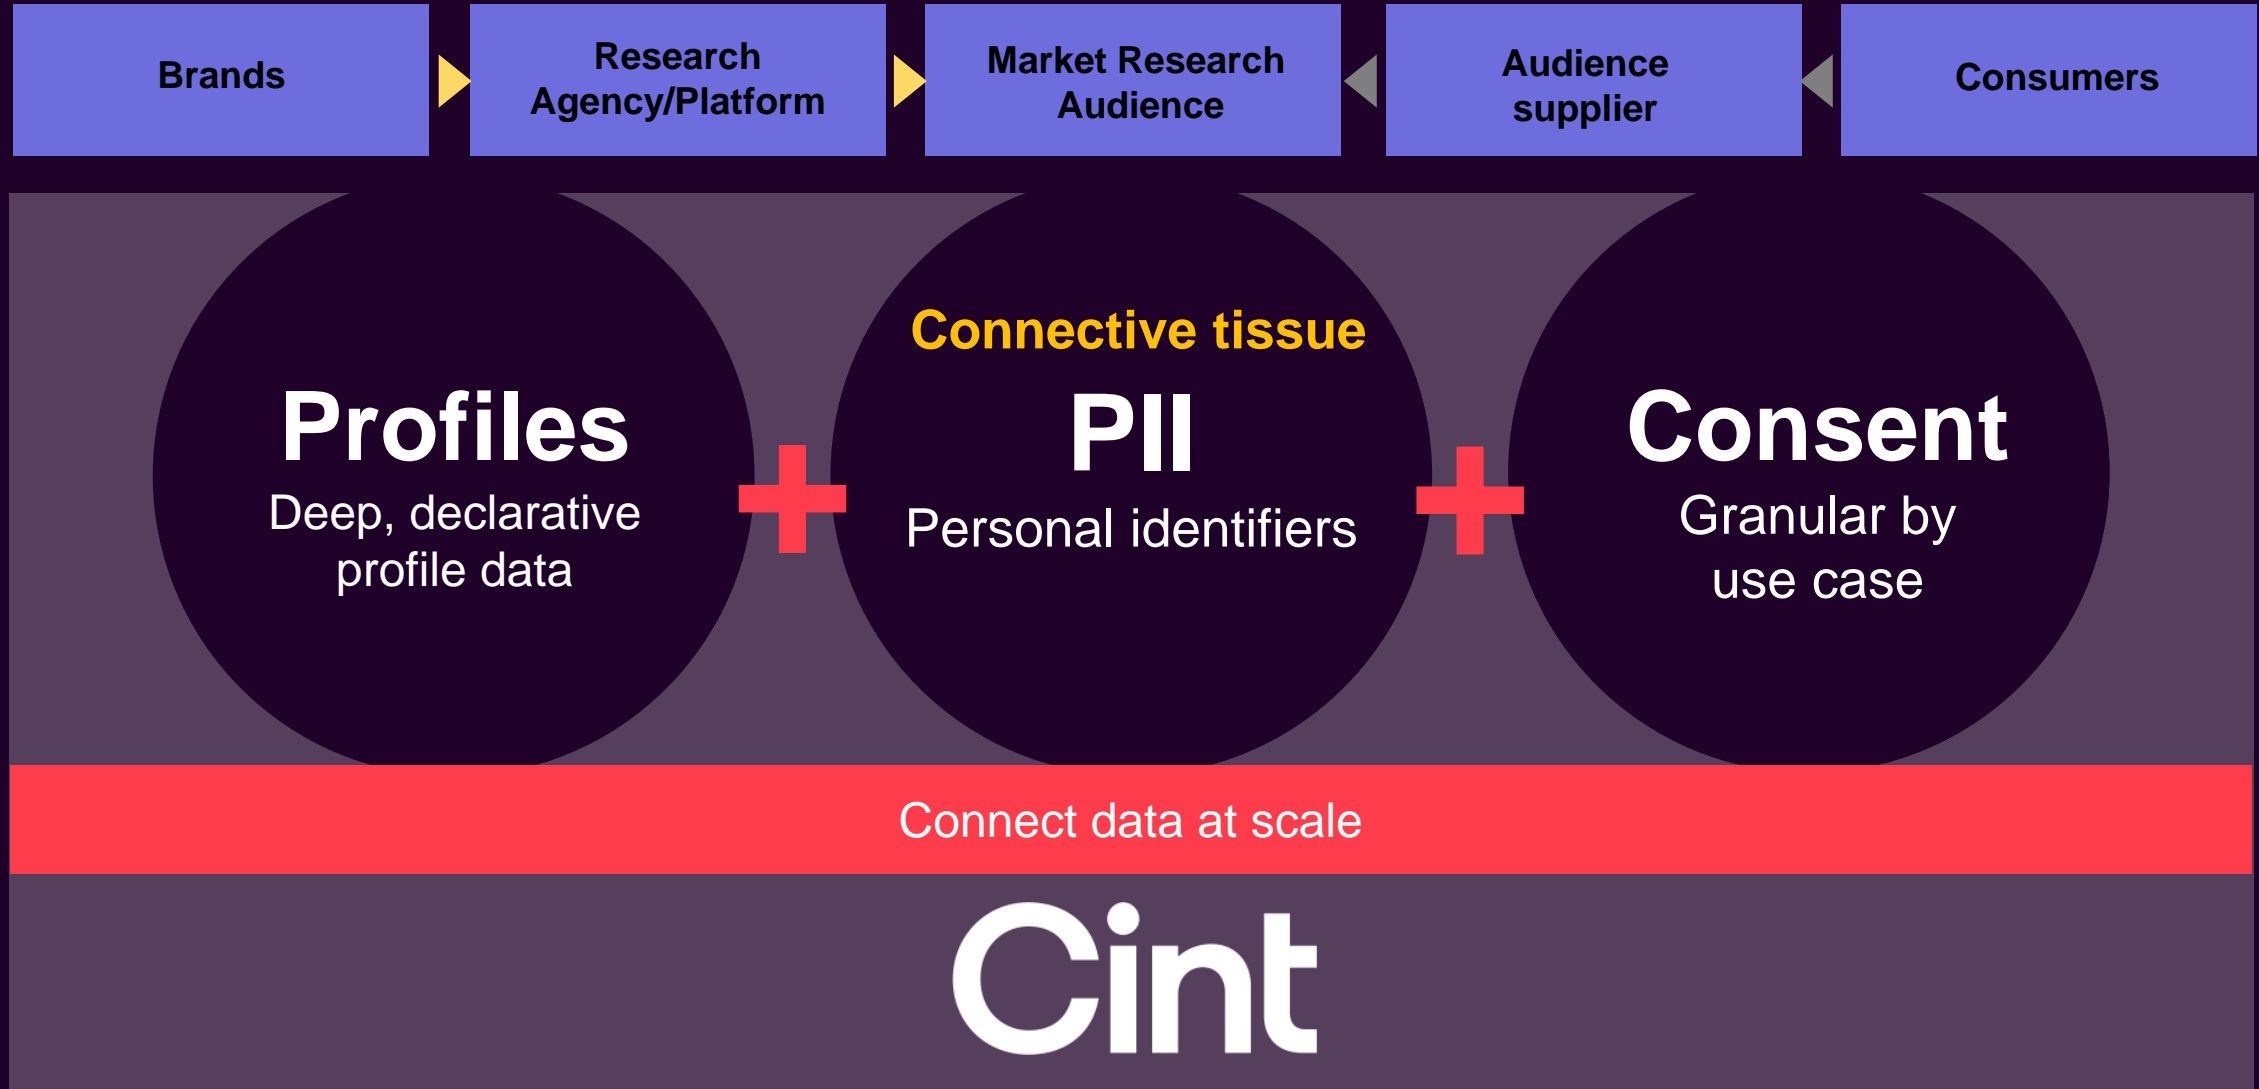 Brands
Research
Agency/Platform
Market Research
Audience
Audience
supplier
Consumers
Profiles
Deep, declarative
profile data
Connective tissue
PII
Personal identifiers
Consent
Granular by
use case
Connect data at scale
Cint